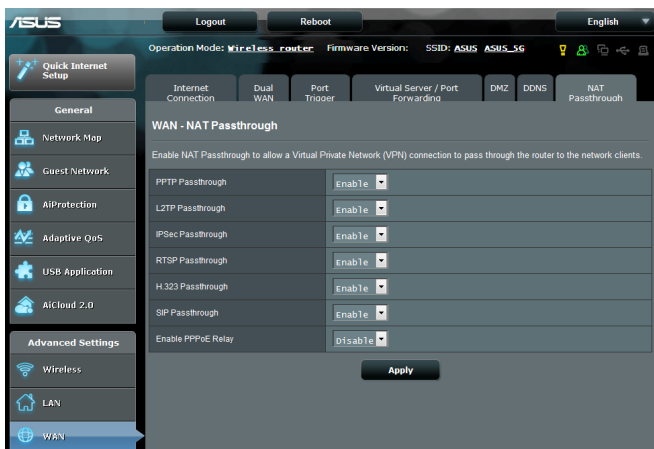 ASUS
Logout
Reboot
English
Operation Mode: Wireless router Firmware Version: SSID: ASUS ASUS_5G
Quick Internet
Setup
Internet
Connection
Dual
WAN
Port
Trigger
Virtual Server / Port
Forwarding
DMZ
DDNS
NAT
Passthrough
General
Network Map
Guest Network
AiProtection
Adaptive QoS
USB Application
AiCloud 2.0
Advanced Settings
Wireless
LAN
WAN
WAN - NAT Passthrough
Enable NAT Passthrough to allow a Virtual Private Network (VPN) connection to pass through the router to the network clients.
PPTP Passthrough Enable
L2TP Passthrough Enable
IPSec Passthrough Enable
RTSP Passthrough Enable
H.323 Passthrough Enable
SIP Passthrough Enable
Enable PPPoE Relay Disable
Apply